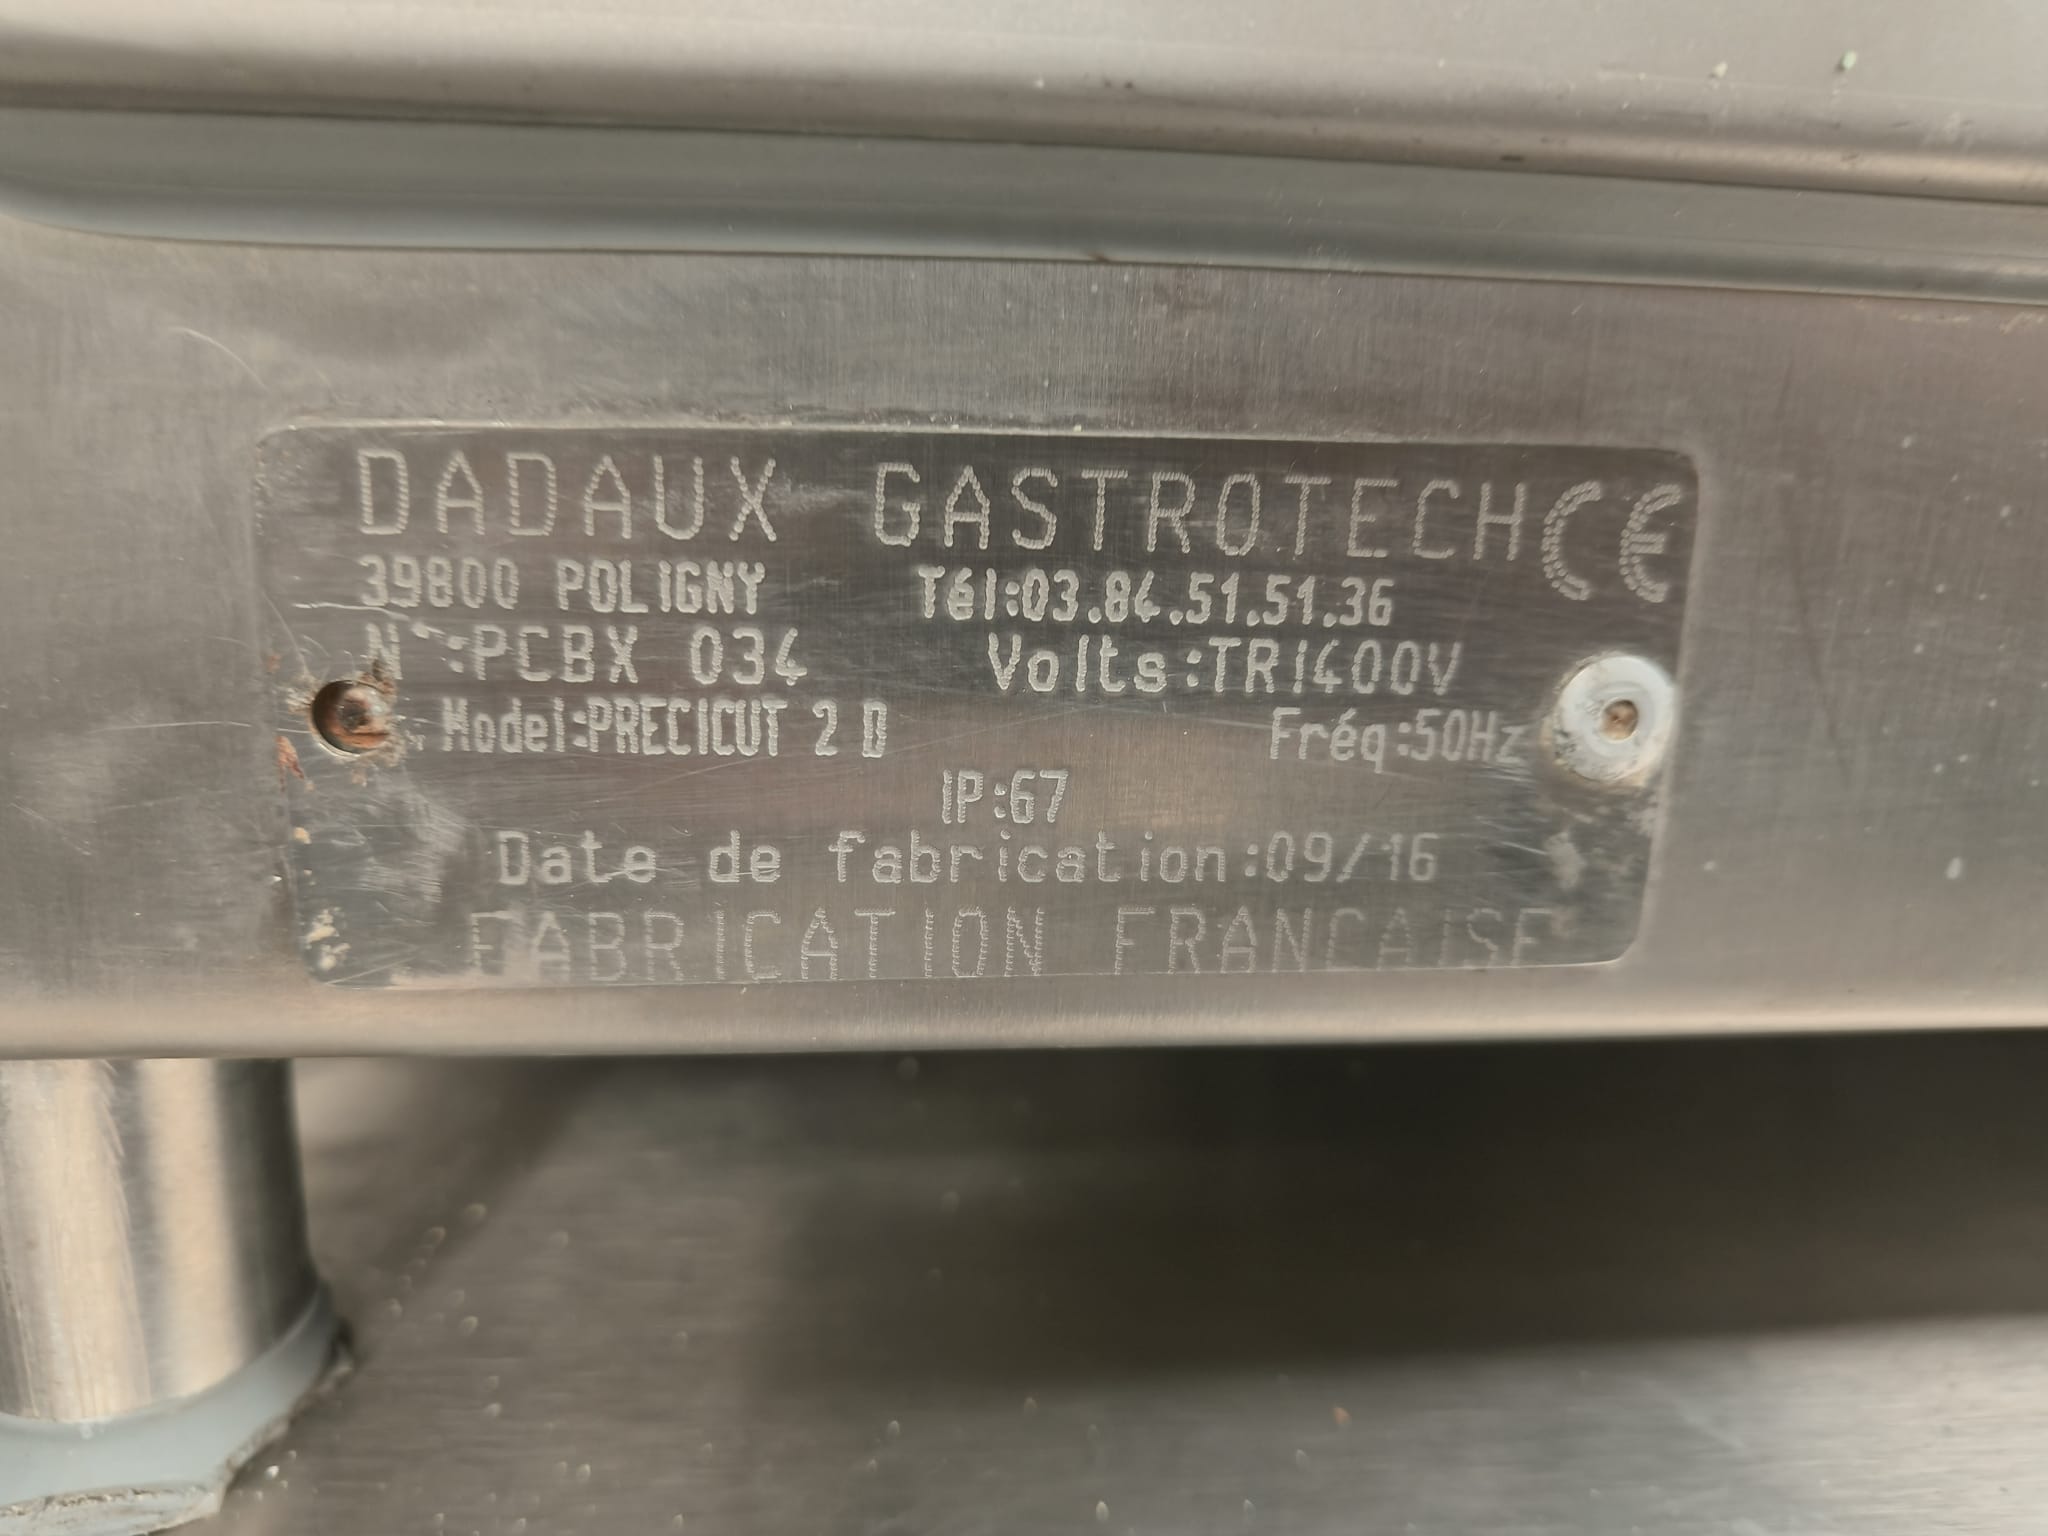 DADAUX GASTROTECH CE
39800 POLIGNY Tél:03.84.51.51.36
N°:PCBX 034 Volts:TRI400V
Model:PRECICUT 2 D Fréq:50Hz
IP:67
Date de fabrication:09/16
FABRICATION FRANCAISE